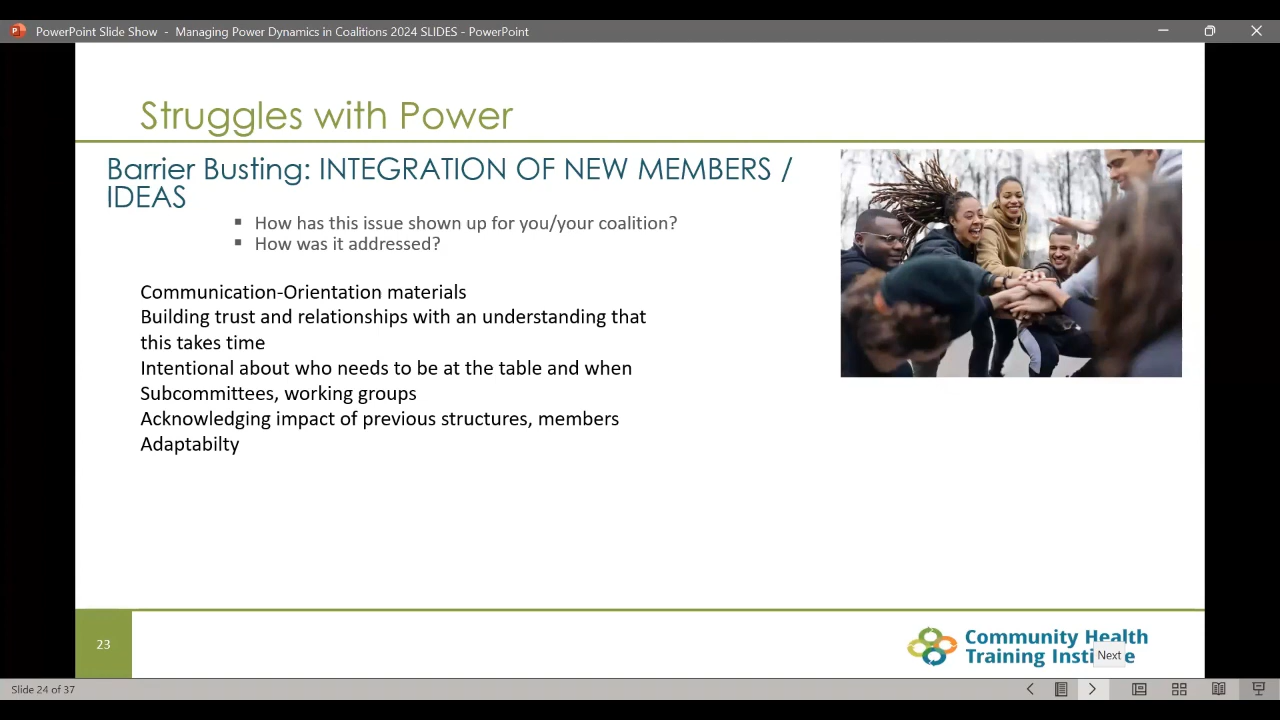 PowerPoint Slide Show - Managing Power Dynamics in Coalitions 2024 SLIDES - PowerPoint
Struggles with Power
Barrier Busting: INTEGRATION OF NEW MEMBERS /
IDEAS
▪ How has this issue shown up for you/your coalition?
▪ How was it addressed?
Communication-Orientation materials
Building trust and relationships with an understanding that
this takes time
Intentional about who needs to be at the table and when
Subcommittees, working groups
Acknowledging impact of previous structures, members
Adaptabilty
23
Community Health
Training
Next
Slide 24 of 37